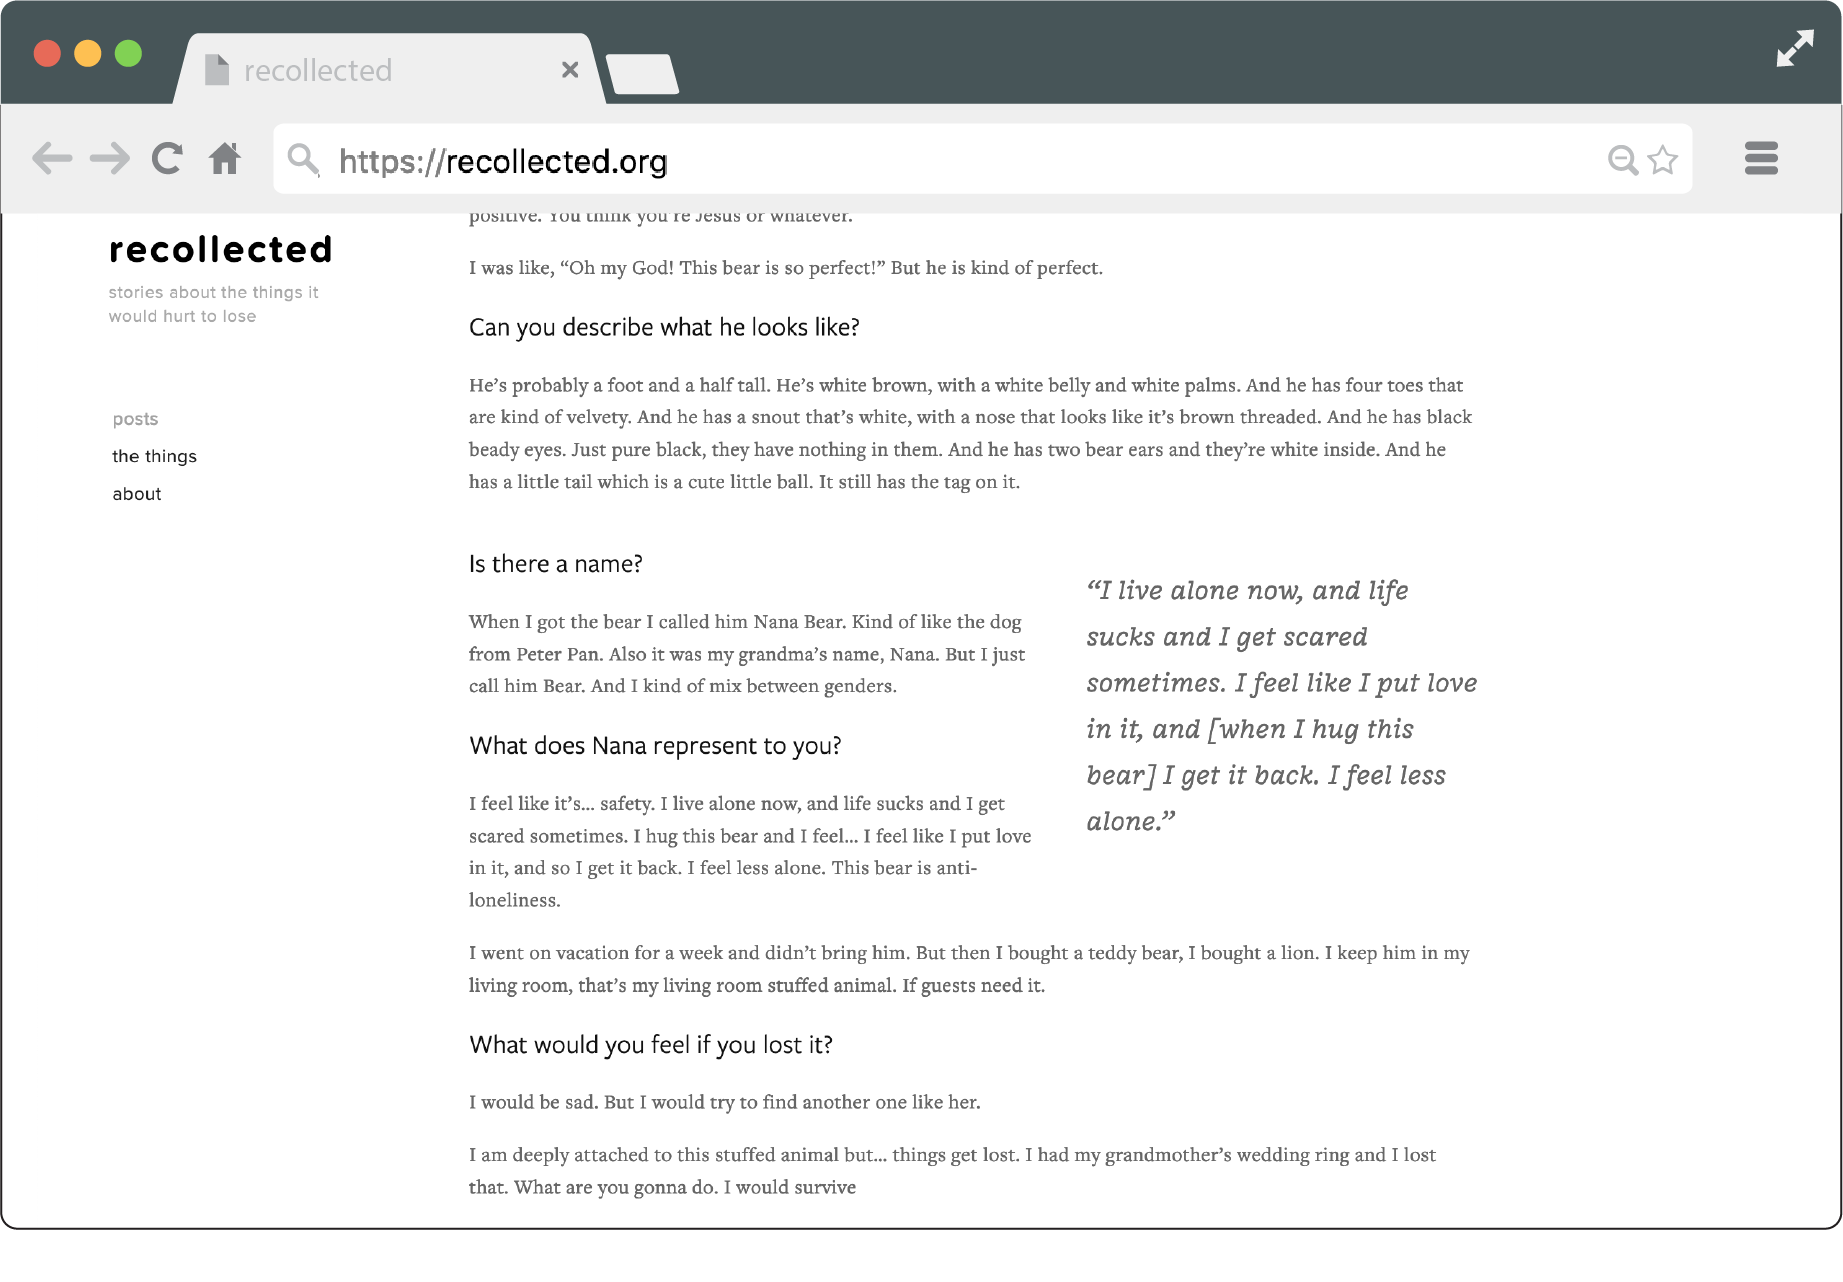 recollected
https://recollected.org
recollected
stories about the things it
would hurt to lose
posts
the things
about
positive. You think you're Jesus or whatever.
I was like, “Oh my God! This bear is so perfect!” But he is kind of perfect.
Can you describe what he looks like?
He’s probably a foot and a half tall. He’s white brown, with a white belly and white palms. And he has four toes that
are kind of velvety. And he has a snout that’s white, with a nose that looks like it’s brown threaded. And he has black
beady eyes. Just pure black, they have nothing in them. And he has two bear ears and they’re white inside. And he
has a little tail which is a cute little ball. It still has the tag on it.
Is there a name?
When I got the bear I called him Nana Bear. Kind of like the dog
from Peter Pan. Also it was my grandma’s name, Nana. But I just
call him Bear. And I kind of mix between genders.
What does Nana represent to you?
I feel like it’s... safety. I live alone now, and life sucks and I get
scared sometimes. I hug this bear and I feel... I feel like I put love
in it, and so I get it back. I feel less alone. This bear is anti-
loneliness.
“I live alone now, and life
sucks and I get scared
sometimes. I feel like I put love
in it, and [when I hug this
bear] I get it back. I feel less
alone.”
I went on vacation for a week and didn’t bring him. But then I bought a teddy bear, I bought a lion. I keep him in my
living room, that’s my living room stuffed animal. If guests need it.
What would you feel if you lost it?
I would be sad. But I would try to find another one like her.
I am deeply attached to this stuffed animal but... things get lost. I had my grandmother’s wedding ring and I lost
that. What are you gonna do. I would survive